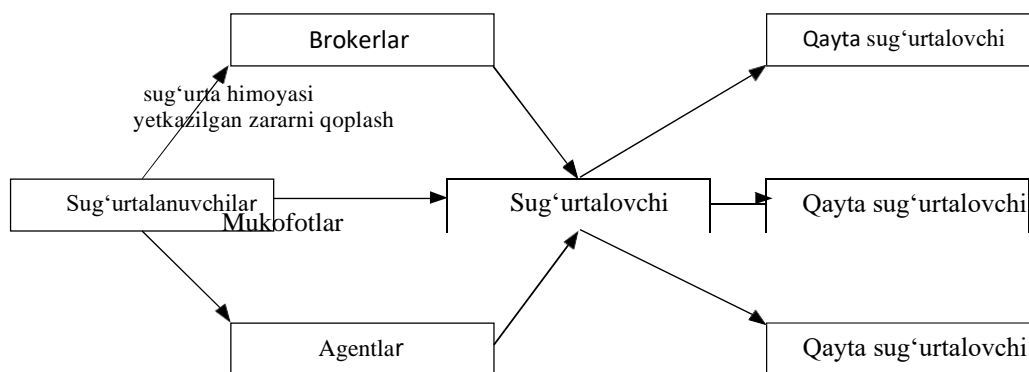 Brokerlar
Qayta sug‘urtalovchi
sug‘urta himoyasi
yetkazilgan zararni qoplash
Sug‘urtalanuvchilar
Sug‘urtalovchi
Qayta sug‘urtalovchi
Mukofotlar
Agentlar
Qayta sug‘urtalovchi